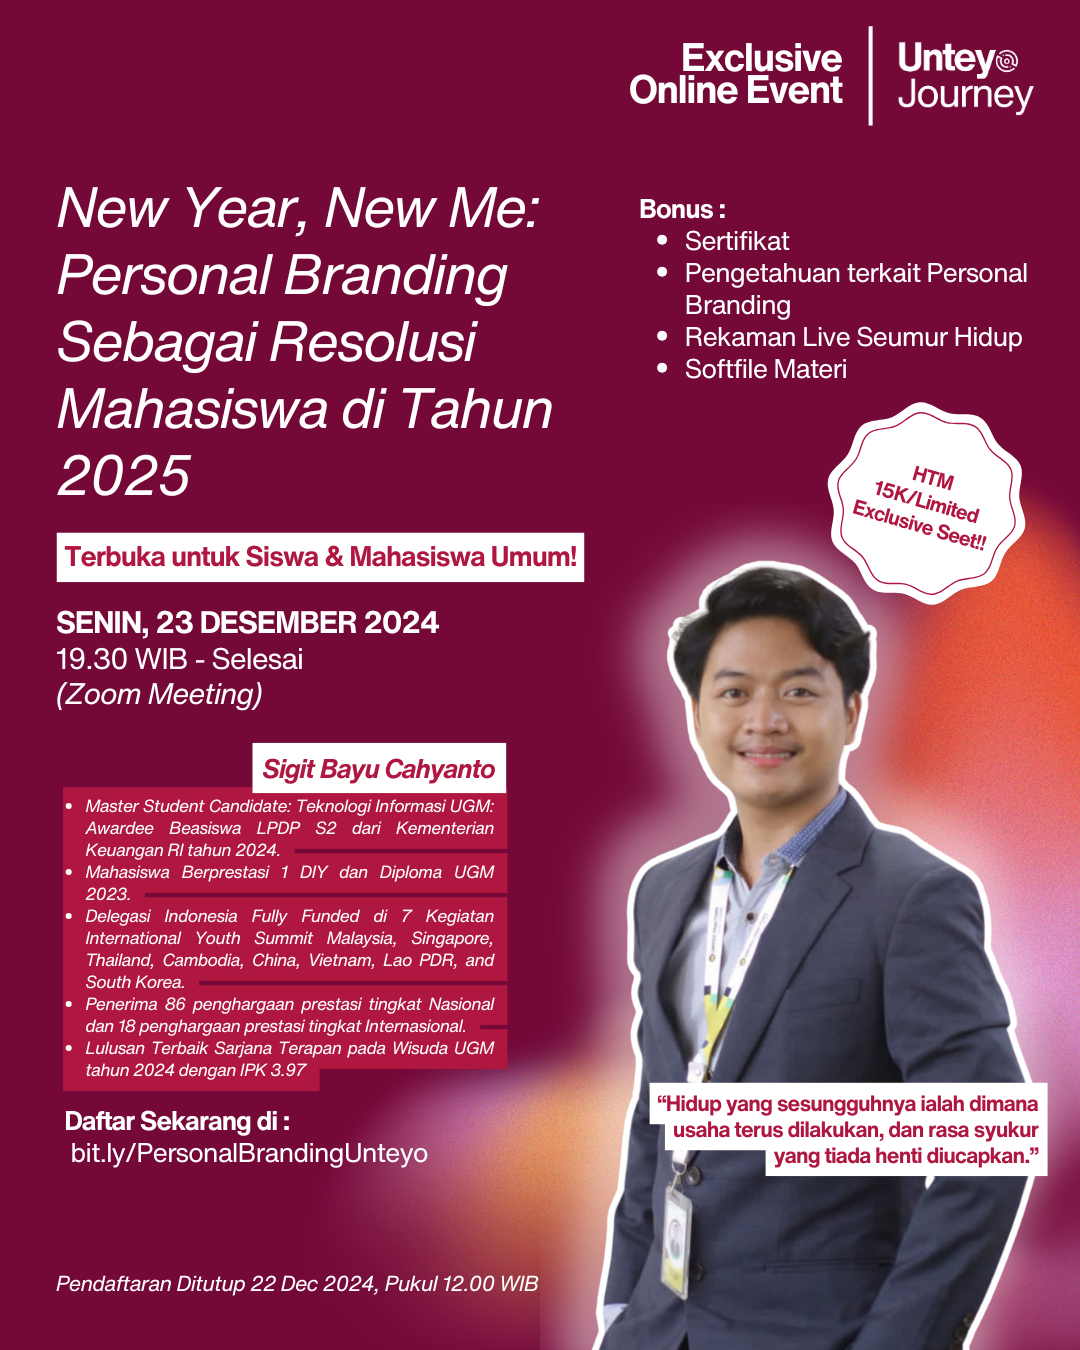 Exclusive
Online Event
Unteyo
Journey
New Year, New Me:
Personal Branding
Sebagai Resolusi
Mahasiswa di Tahun
2025
Bonus :
• Sertifikat
• Pengetahuan terkait Personal
Branding
• Rekaman Live Seumur Hidup
• Softfile Materi
HTM
15K/Limited
Exclusive Seet!!
Terbuka untuk Siswa & Mahasiswa Umum!
SENIN, 23 DESEMBER 2024
19.30 WIB - Selesai
(Zoom Meeting)
Sigit Bayu Cahyanto
• Master Student Candidate: Teknologi Informasi UGM:
Awardee Beasiswa LPDP S2 dari Kementerian
Keuangan RI tahun 2024.
• Mahasiswa Berprestasi 1 DIY dan Diploma UGM
2023.
• Delegasi Indonesia Fully Funded di 7 Kegiatan
International Youth Summit Malaysia, Singapore,
Thailand, Cambodia, China, Vietnam, Lao PDR, and
South Korea.
• Penerima 86 penghargaan prestasi tingkat Nasional
dan 18 penghargaan prestasi tingkat Internasional.
• Lulusan Terbaik Sarjana Terapan pada Wisuda UGM
tahun 2024 dengan IPK 3.97
“Hidup yang sesungguhnya ialah dimana
usaha terus dilakukan, dan rasa syukur
yang tiada henti diucapkan.”
Daftar Sekarang di :
bit.ly/PersonalBrandingUnteyo
Pendaftaran Ditutup 22 Dec 2024, Pukul 12.00 WIB